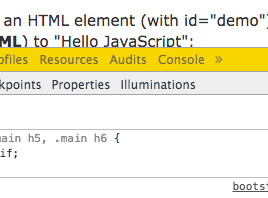 an HTML element (with id="demo")
ML) to "Hello JavaScript":
ofiles Resources Audits Console »
kpoints Properties Illuminations
main h5, .main h6 {
if;
boots